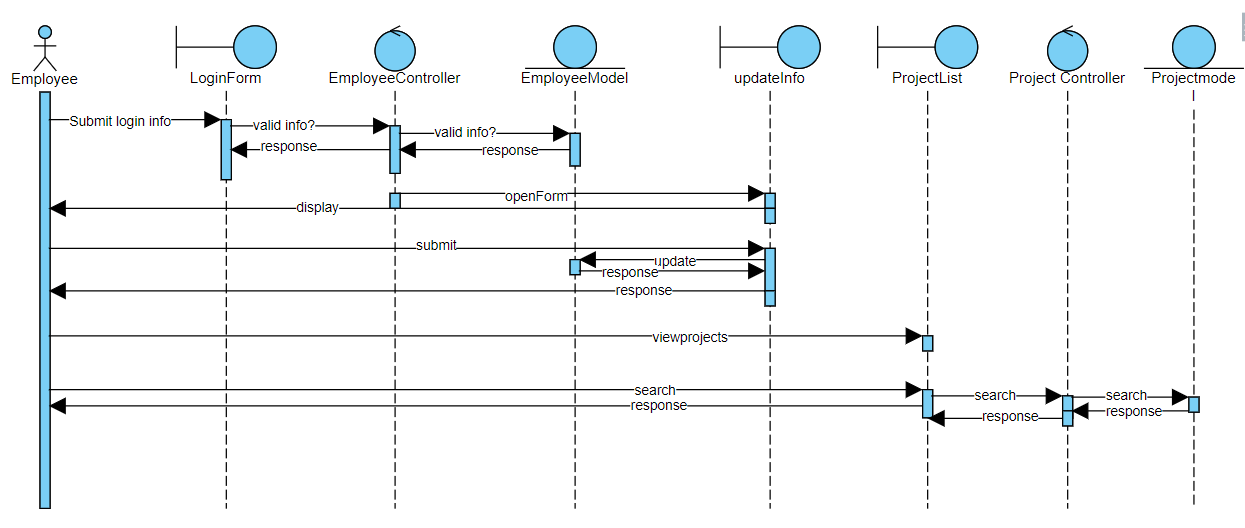 Employee
LoginForm
EmployeeController
EmployeeModel
updateInfo
ProjectList
Project Controller
Projectmode
Submit login info
valid info?
valid info?
response
response
openForm
display
submit
update
response
response
viewprojects
search
search
search
response
response
response